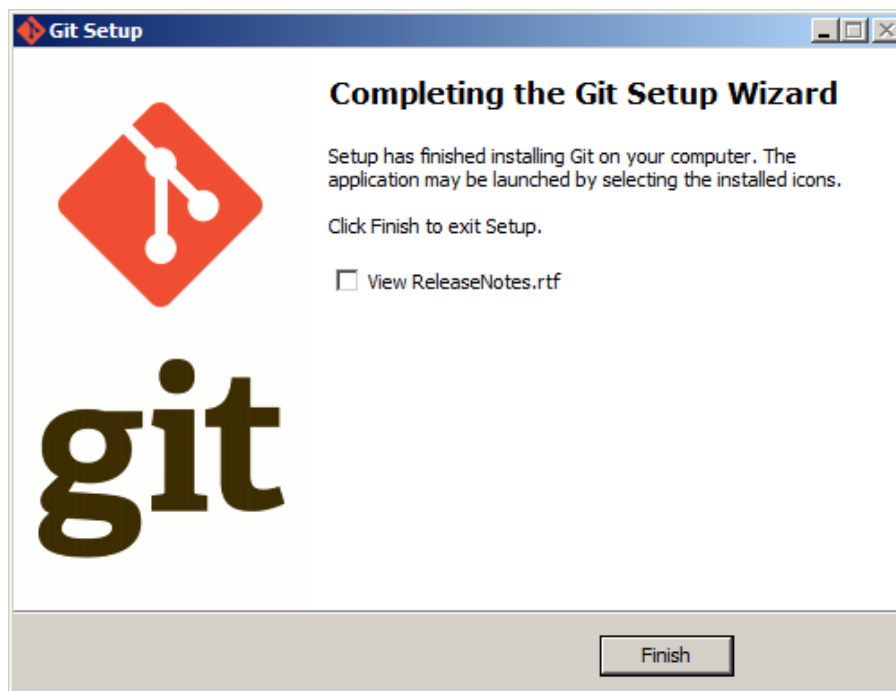 Git Setup
Completing the Git Setup Wizard
Setup has finished installing Git on your computer. The
application may be launched by selecting the installed icons.
Click Finish to exit Setup.
View ReleaseNotes.rtf
git
Finish